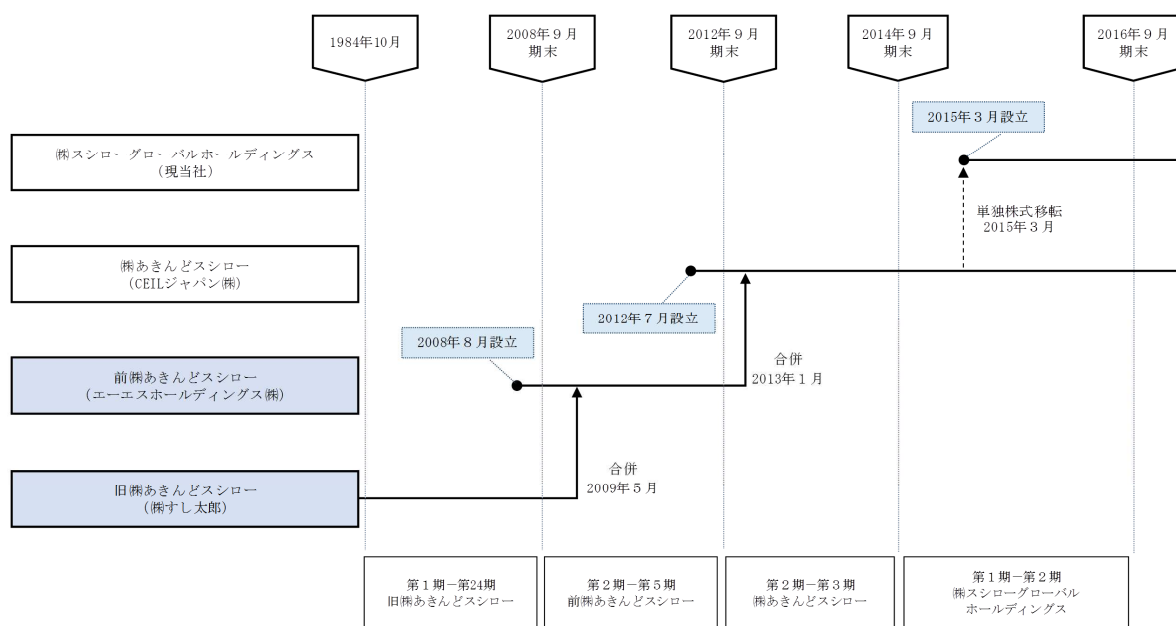 1984年10月
2008年9月
期末
2012年9月
期末
2014年9月
期末
2016年9月
期末
2015年3月設立
㈱スシロ‐グロ‐バルホ‐ルディングス
(現当社)
単独株式移転
2015年3月
㈱あきんどスシロー
(CEILジャパン㈱)
2012年7月設立
2008年8月設立
合併
2013年1月
前㈱あきんどスシロー
(エーエスホールディングス㈱)
合併
2009年5月
旧㈱あきんどスシロー
(㈱すし太郎)
第1期−第24期
旧㈱あきんどスシロー
第2期−第5期
前㈱あきんどスシロー
第2期−第3期
㈱あきんどスシロー
第1期−第2期
㈱スシローグローバル
ホールディングス